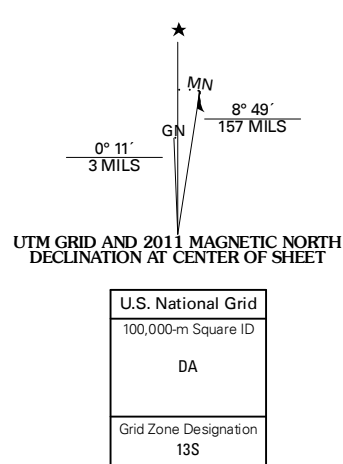 ★
MN
8° 49´
157 MILS
GN
0° 11´
3 MILS
UTM GRID AND 2011 MAGNETIC NORTH
DECLINATION AT CENTER OF SHEET
U.S. National Grid
100,000-m Square ID
DA
Grid Zone Designation
13S